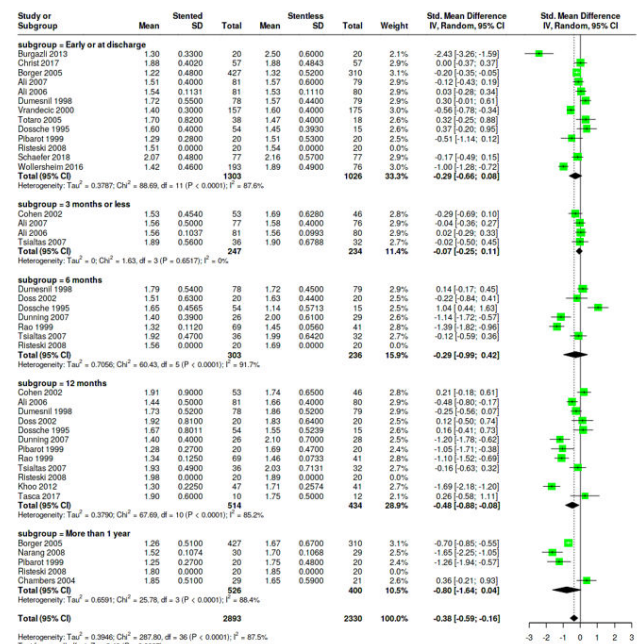 Study or Stented Stentless Std. Mean Difference Std. Mean Difference
Subgroup Mean SD Total Mean SD Total Weight IV, Random, 95% CI IV, Random, 95% CI
subgroup = Early or at discharge
Burgazli 2013 1.30 0.3300 20 2.50 0.6000 20 2.1% -2.43 [-3.26; -1.59]
Christ 2017 1.88 0.4020 57 1.88 0.4843 57 2.8% 0.00 [-0.37; 0.37]
Borger 2005 1.22 0.4800 427 1.32 0.5200 310 3.1% -0.20 [-0.35; -0.05]
Ali 2007 1.51 0.4000 81 1.57 0.6000 79 2.9% -0.12 [-0.43; 0.19]
Ali 2006 1.54 0.1131 81 1.53 0.1110 80 2.9% 0.03 [-0.28; 0.34]
Dumesnil 1998 1.72 0.5500 78 1.57 0.4400 79 2.9% 0.30 [-0.01; 0.61]
Vrandecic 2000 1.40 0.3000 157 1.60 0.4000 175 3.0% -0.56 [-0.78; -0.34]
Totaro 2005 1.70 0.8200 38 1.47 0.4000 18 2.6% 0.32 [-0.25; 0.88]
Dossche 1995 1.60 0.4000 54 1.45 0.3930 15 2.6% 0.37 [-0.20; 0.95]
Pibarot 1999 1.29 0.2800 20 1.51 0.5300 20 2.5% -0.51 [-1.14; 0.12]
Risteski 2008 1.51 0.0000 20 1.54 0.0000 20 0.0%
Schaefer 2018 2.07 0.4800 77 2.16 0.5700 77 2.9% -0.17 [-0.49; 0.15]
Wollersheim 2016 1.42 0.4600 193 1.89 0.4900 76 2.9% -1.00 [-1.28; -0.72]
Total (95% CI) 1303 1026 33.3% -0.29 [-0.66; 0.08]
Heterogeneity: Tau² = 0.3787; Chi² = 88.69, df = 11 (P < 0.0001); I² = 87.6%
subgroup = 3 months or less
Cohen 2002 1.53 0.4540 53 1.69 0.6280 46 2.8% -0.29 [-0.69; 0.10]
Ali 2007 1.56 0.5000 77 1.58 0.4000 76 2.9% -0.04 [-0.36; 0.27]
Ali 2006 1.56 0.1037 81 1.56 0.0993 80 2.9% 0.02 [-0.29; 0.33]
Tsialtas 2007 1.89 0.5600 36 1.90 0.6788 32 2.7% -0.02 [-0.50; 0.45]
Total (95% CI) 247 234 11.4% -0.07 [-0.25; 0.11]
Heterogeneity: Tau² = 0; Chi² = 1.63, df = 3 (P = 0.6517); I² = 0%
subgroup = 6 months
Dumesnil 1998 1.79 0.5400 78 1.72 0.4500 79 2.9% 0.14 [-0.17; 0.45]
Doss 2002 1.51 0.6300 20 1.63 0.4400 20 2.5% -0.22 [-0.84; 0.41]
Dossche 1995 1.65 0.4565 54 1.14 0.5713 15 2.5% 1.04 [0.44; 1.63]
Dunning 2007 1.40 0.3900 26 2.00 0.6100 29 2.5% -1.14 [-1.72; -0.57]
Rao 1999 1.32 0.1120 69 1.45 0.0560 41 2.7% -1.39 [-1.82; -0.96]
Tsialtas 2007 1.92 0.4700 36 1.99 0.6420 32 2.7% -0.12 [-0.59; 0.36]
Risteski 2008 1.56 0.0000 20 1.69 0.0000 20 0.0%
Total (95% CI) 303 236 15.9% -0.29 [-0.99; 0.42]
Heterogeneity: Tau² = 0.7056; Chi² = 60.43, df = 5 (P < 0.0001); I² = 91.7%
subgroup = 12 months
Cohen 2002 1.91 0.9000 53 1.74 0.6500 46 2.8% 0.21 [-0.18; 0.61]
Ali 2006 1.44 0.5000 81 1.66 0.4000 80 2.9% -0.48 [-0.80; -0.17]
Dumesnil 1998 1.73 0.5200 78 1.86 0.5200 79 2.9% -0.25 [-0.56; 0.07]
Doss 2002 1.92 0.8100 20 1.83 0.6400 20 2.5% 0.12 [-0.50; 0.74]
Dossche 1995 1.67 0.8011 54 1.55 0.5239 15 2.6% 0.16 [-0.41; 0.73]
Dunning 2007 1.40 0.4000 26 2.10 0.7000 28 2.5% -1.20 [-1.78; -0.62]
Pibarot 1999 1.28 0.2700 20 1.69 0.4700 20 2.5% -1.05 [-1.71; -0.38]
Rao 1999 1.34 0.1250 69 1.46 0.0733 41 2.8% -1.10 [-1.52; -0.69]
Tsialtas 2007 1.93 0.4900 36 2.03 0.7131 32 2.7% -0.16 [-0.63; 0.32]
Risteski 2008 1.98 0.0000 20 1.89 0.0000 20 0.0%
Khoo 2012 1.30 0.2250 47 1.71 0.2574 41 2.7% -1.69 [-2.18; -1.20]
Tasca 2017 1.90 0.6000 10 1.75 0.5000 12 2.2% 0.26 [-0.58; 1.11]
Total (95% CI) 514 434 28.9% -0.48 [-0.88; -0.08]
Heterogeneity: Tau² = 0.3790; Chi² = 67.69, df = 10 (P < 0.0001); I² = 85.2%
subgroup = More than 1 year
Borger 2005 1.26 0.5100 427 1.67 0.6700 310 3.0% -0.70 [-0.85; -0.55]
Narang 2008 1.52 0.1074 30 1.70 0.1068 29 2.5% -1.65 [-2.25; -1.05]
Pibarot 1999 1.25 0.2700 20 1.75 0.4800 20 2.4% -1.26 [-1.94; -0.57]
Risteski 2008 1.80 0.0000 20 1.85 0.0000 20 0.0%
Chambers 2004 1.85 0.5100 29 1.65 0.5900 21 2.6% 0.36 [-0.21; 0.93]
Total (95% CI) 526 400 10.6% -0.80 [-1.64; 0.04]
Heterogeneity: Tau² = 0.6591; Chi² = 25.78, df = 3 (P < 0.0001); I² = 88.4%
Total (95% CI) 2893 2330 100.0% -0.38 [-0.59; -0.16]
Heterogeneity: Tau² = 0.3946; Chi² = 287.80, df = 36 (P < 0.0001); I² = 87.5%
-3 -2 -1 0 1 2 3